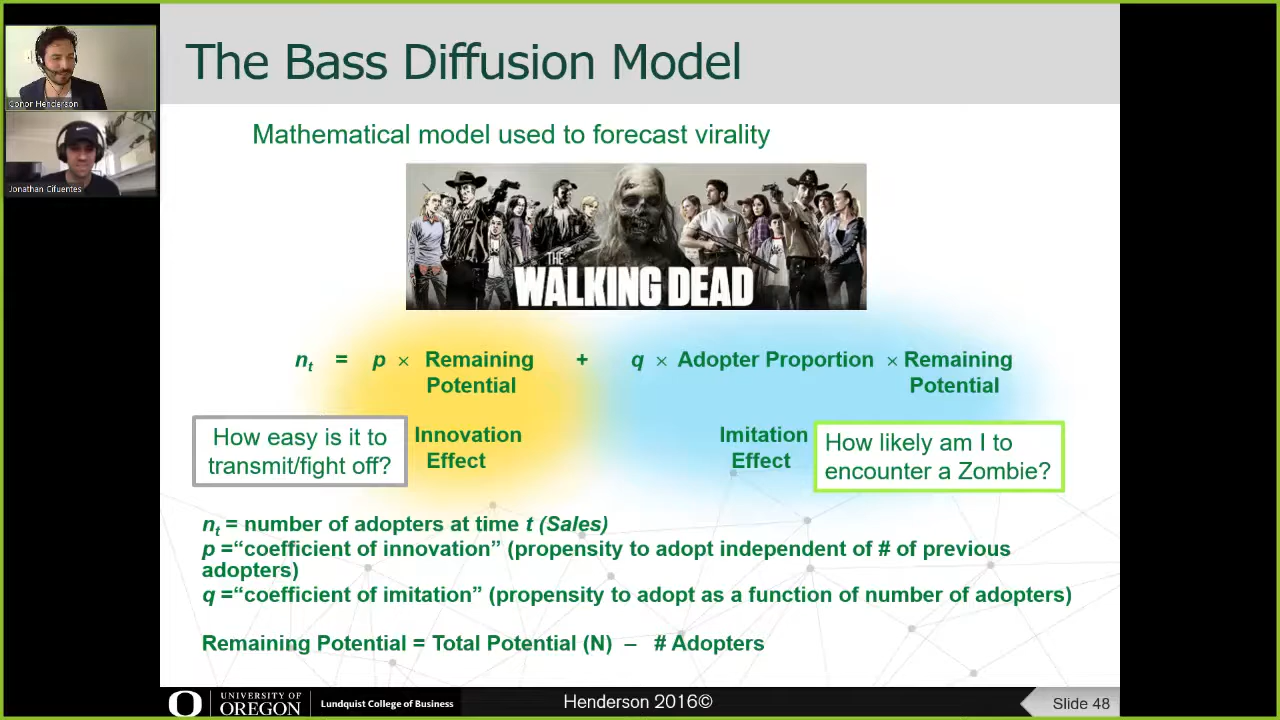 The Bass Diffusion Model
Conor Henderson
Jonathan Cifuentes
Mathematical model used to forecast virality
THE
WALKING DEAD
nt = p × Remaining Potential + q × Adopter Proportion × Remaining Potential
How easy is it to
transmit/fight off?
Innovation
Effect
Imitation
Effect
How likely am I to
encounter a Zombie?
nt = number of adopters at time t (Sales)
p =“coefficient of innovation” (propensity to adopt independent of # of previous
adopters)
q =“coefficient of imitation” (propensity to adopt as a function of number of adopters)
Remaining Potential = Total Potential (N) – # Adopters
UNIVERSITY OF
OREGON
Lundquist College of Business
Henderson 2016©
Slide 48